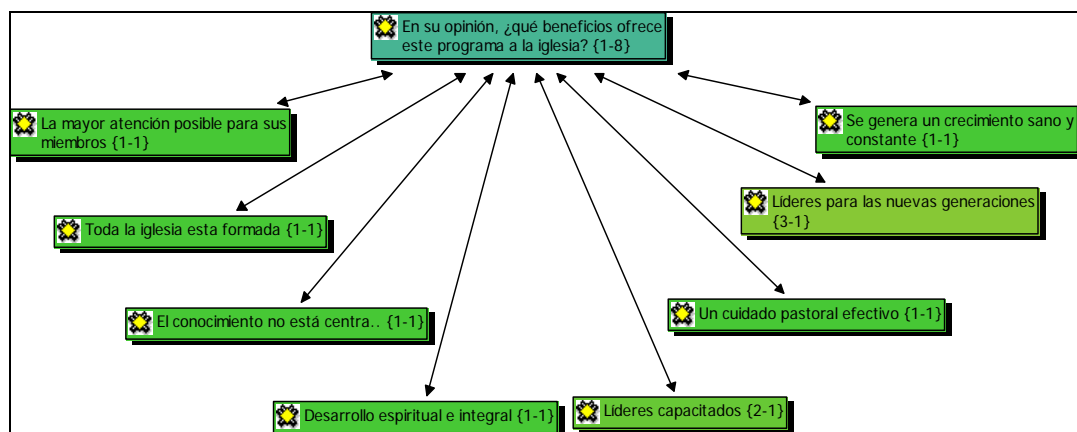 En su opinión, ¿qué beneficios ofrece
este programa a la iglesia? {1-8}
La mayor atención posible para sus
miembros {1-1}
Se genera un crecimiento sano y
constante {1-1}
Líderes para las nuevas generaciones
{3-1}
Toda la iglesia esta formada {1-1}
El conocimiento no está centra.. {1-1}
Un cuidado pastoral efectivo {1-1}
Desarrollo espiritual e integral {1-1}
Líderes capacitados {2-1}